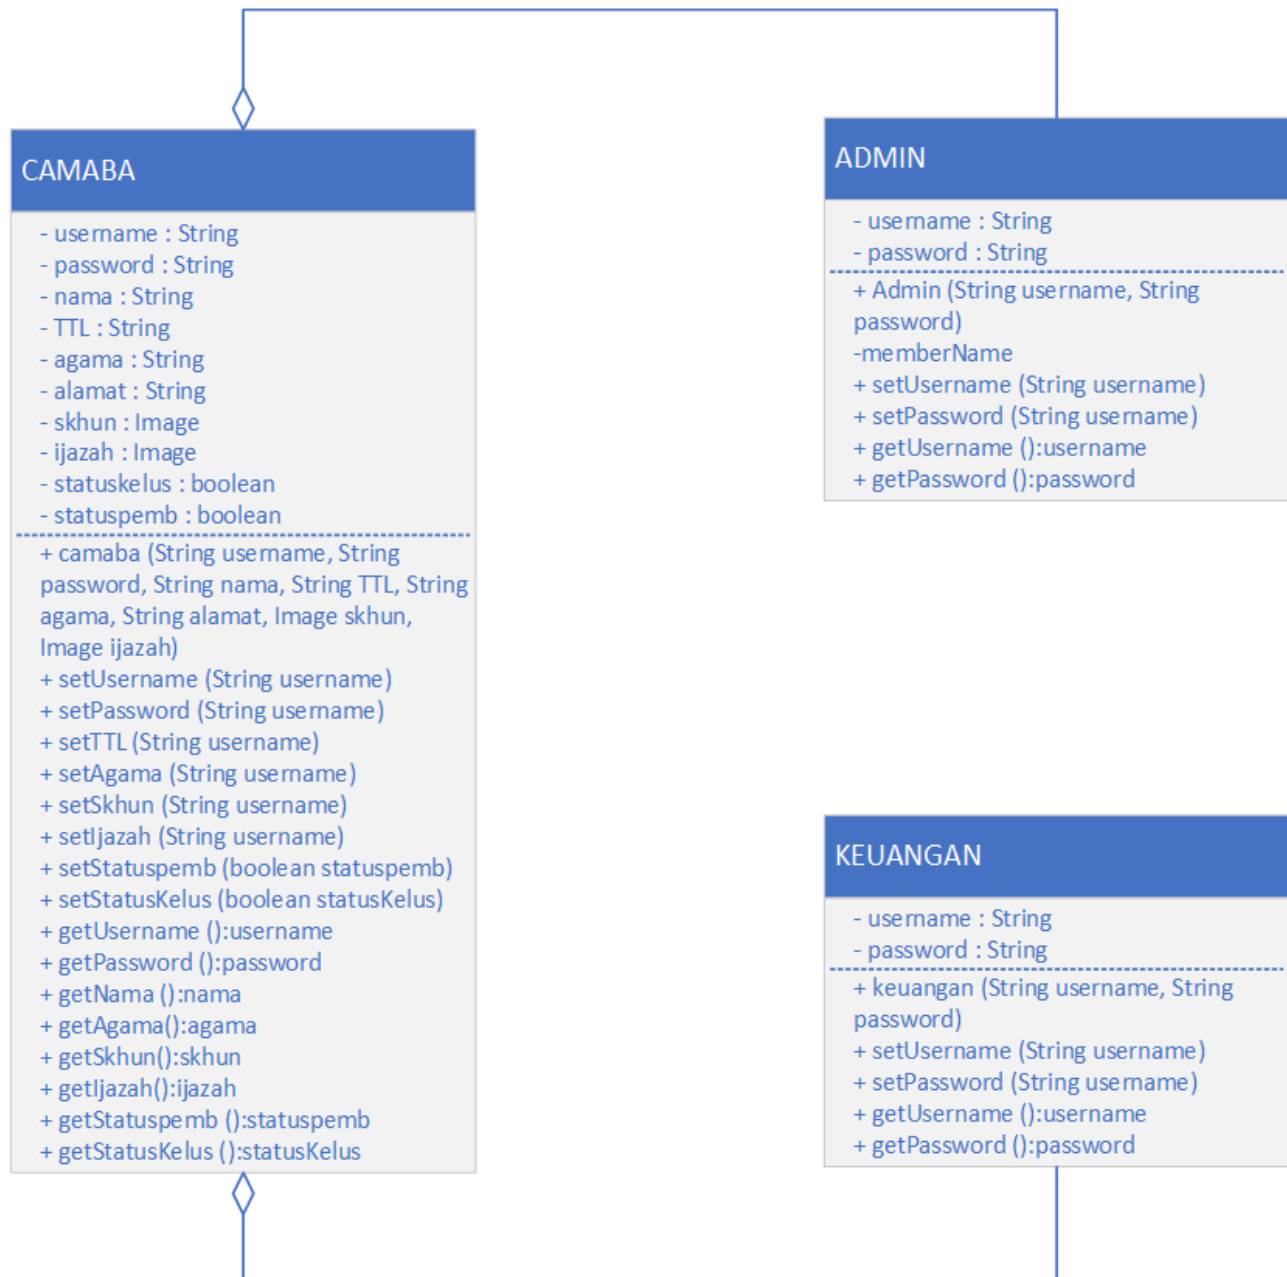 CAMABA
- username : String
- password : String
- nama : String
- TTL : String
- agama : String
- alamat : String
- skhun : Image
- ijazah : Image
- statuskelus : boolean
- statuspemb : boolean
+ camaba (String username, String
password, String nama, String TTL, String
agama, String alamat, Image skhun,
Image ijazah)
+ setUsername (String username)
+ setPassword (String username)
+ setTTL (String username)
+ setAgama (String username)
+ setSkhun (String username)
+ setIjazah (String username)
+ setStatuspemb (boolean statuspemb)
+ setStatusKelus (boolean statusKelus)
+ getUsername ():username
+ getPassword ():password
+ getNama ():nama
+ getAgama():agama
+ getSkhun():skhun
+ getIjazah():ijazah
+ getStatuspemb ():statuspemb
+ getStatusKelus ():statusKelus
ADMIN
- username : String
- password : String
+ Admin (String username, String
password)
-memberName
+ setUsername (String username)
+ setPassword (String username)
+ getUsername ():username
+ getPassword ():password
KEUANGAN
- username : String
- password : String
+ keuangan (String username, String
password)
+ setUsername (String username)
+ setPassword (String username)
+ getUsername ():username
+ getPassword ():password